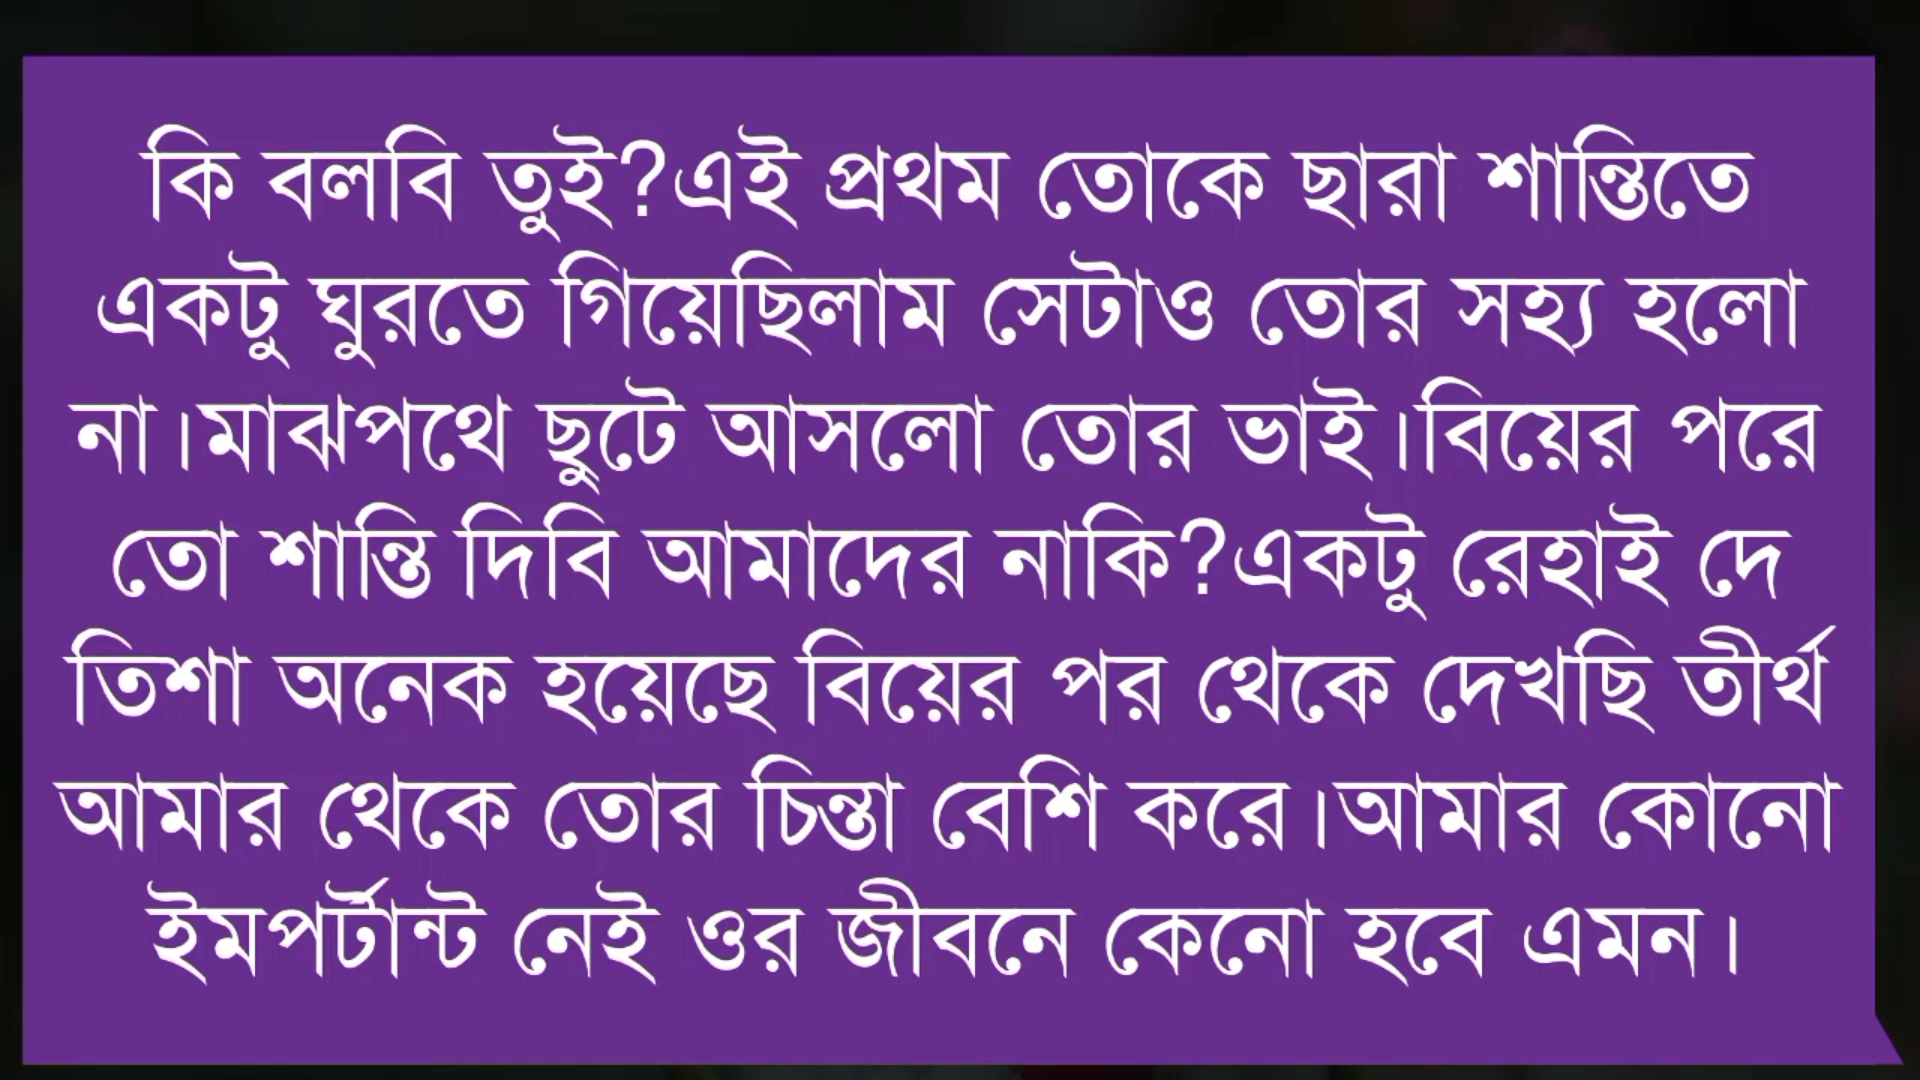 কি বলবি তুই?এই প্রথম তোকে ছারা শান্তিতে
একটু ঘুরতে গিয়েছিলাম সেটাও তোর সহ্য হলো
না।মাঝপথে ছুটে আসলো তোর ভাই।বিয়ের পরে
তো শান্তি দিবি আমাদের নাকি?একটু রেহাই দে
তিশা অনেক হয়েছে বিয়ের পর থেকে দেখছি তীর্থ
আমার থেকে তোর চিন্তা বেশি করে।আমার কোনো
ইমপর্টান্ট নেই ওর জীবনে কেনো হবে এমন।